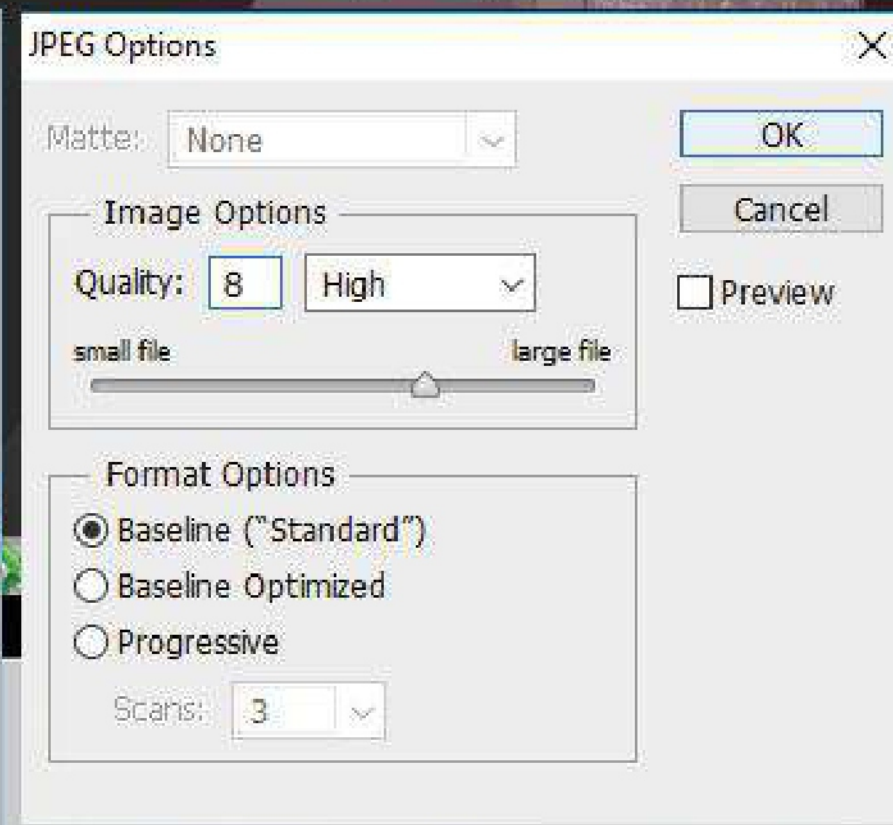 JPEG Options
Matte: None
OK
Image Options
Cancel
Quality: 8 High
Preview
small file large file
Format Options
Baseline (“Standard”)
Baseline Optimized
Progressive
Scans: 3